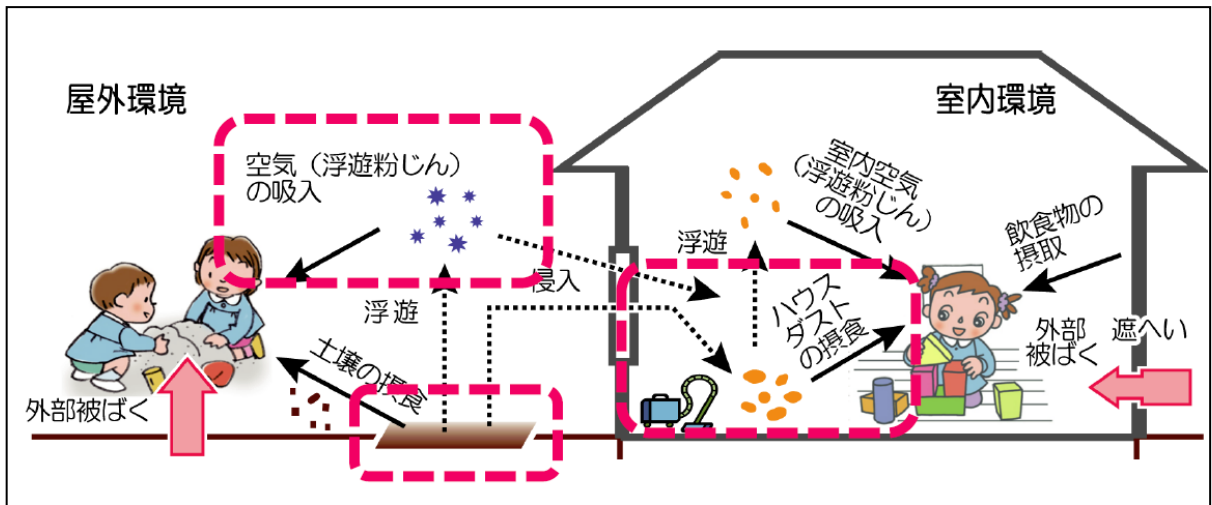 屋外環境
空気（浮遊粉じん）
の吸入
浮遊
侵入
土壌の摂食
外部被ばく
室内環境
室内空気
（浮遊粉じん）
の吸入
浮遊
ハウス
ダスト
の摂食
飲食物の
摂取
外部
被ばく
遮へい